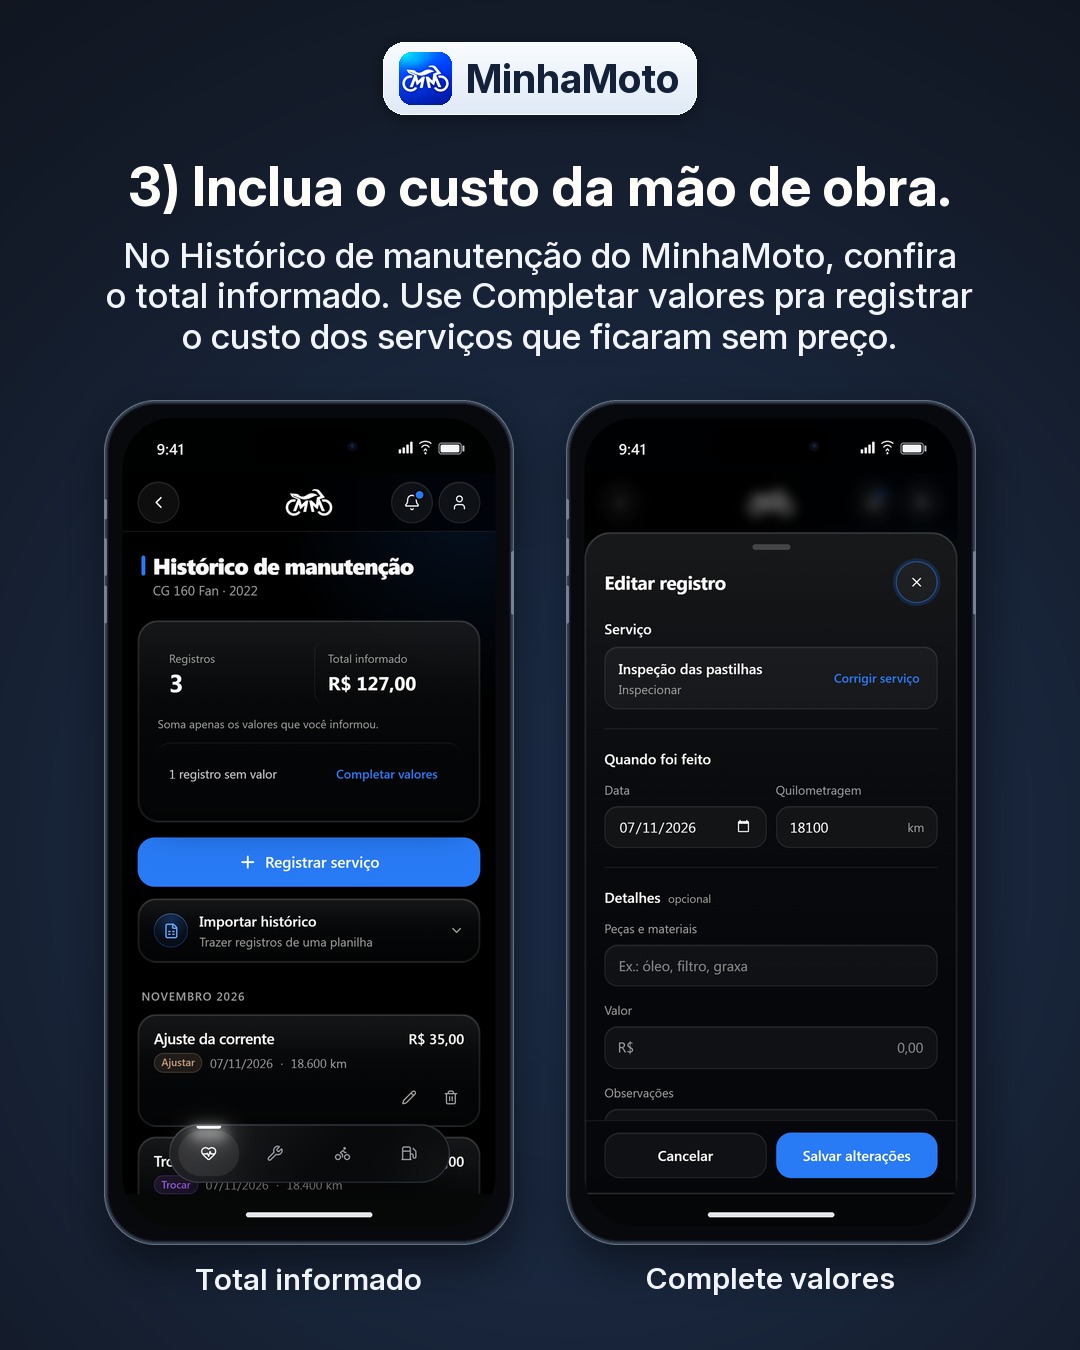 MinhaMoto
3) Inclua o custo da mão de obra.
No Histórico de manutenção do MinhaMoto, confira
o total informado. Use Completar valores pra registrar
o custo dos serviços que ficaram sem preço.
9:41
MM
Histórico de manutenção
CG 160 Fan · 2022
Registros
3
Total informado
R$ 127,00
Soma apenas os valores que você informou.
1 registro sem valor
Completar valores
+ Registrar serviço
Importar histórico
Trazer registros de uma planilha
NOVEMBRO 2026
Ajuste da corrente
R$ 35,00
Ajustar 07/11/2026 · 18.600 km
Trocar 07/11/2026 · 18.400 km
Total informado
9:41
Editar registro
Serviço
Inspeção das pastilhas
Inspecionar
Corrigir serviço
Quando foi feito
Data
Quilometragem
07/11/2026
18100 km
Detalhes opcional
Peças e materiais
Ex.: óleo, filtro, graxa
Valor
R$ 0,00
Observações
Cancelar
Salvar alterações
Complete valores